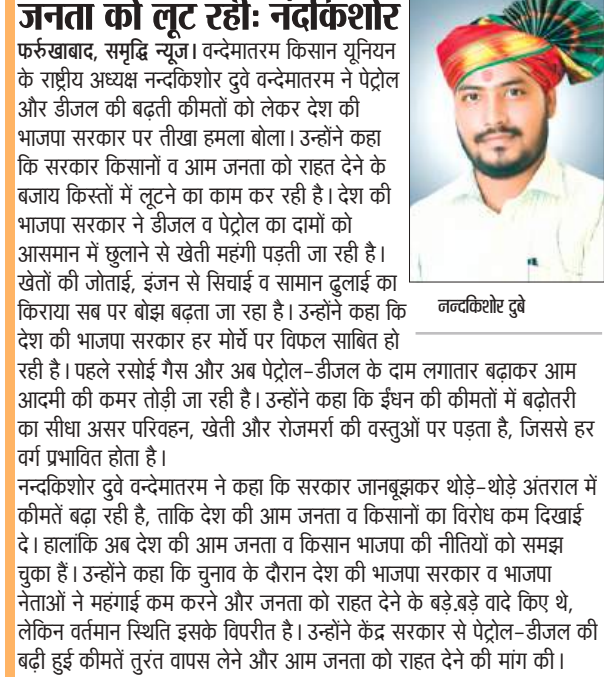 जनता को लूट रही: नंदकिशोर
फर्रुखाबाद, समृद्धि न्यूज। वन्देमातरम किसान यूनियन
के राष्ट्रीय अध्यक्ष नन्दकिशोर दुवे वन्देमातरम ने पेट्रोल
और डीजल की बढ़ती कीमतों को लेकर देश की
भाजपा सरकार पर तीखा हमला बोला। उन्होंने कहा
कि सरकार किसानों व आम जनता को राहत देने के
बजाय किस्तों में लूटने का काम कर रही है। देश की
भाजपा सरकार ने डीजल व पेट्रोल का दामों को
आसमान में छुलाने से खेती महंगी पड़ती जा रही है।
खेतों की जोताई, इंजन से सिचाई व सामान ढुलाई का
किराया सब पर बोझ बढ़ता जा रहा है। उन्होंने कहा कि
देश की भाजपा सरकार हर मोर्चे पर विफल साबित हो
रही है। पहले रसोई गैस और अब पेट्रोल-डीजल के दाम लगातार बढ़ाकर आम
आदमी की कमर तोड़ी जा रही है। उन्होंने कहा कि ईंधन की कीमतों में बढ़ोतरी
का सीधा असर परिवहन, खेती और रोजमर्रा की वस्तुओं पर पड़ता है, जिससे हर
वर्ग प्रभावित होता है।
नन्दकिशोर दुवे वन्देमातरम ने कहा कि सरकार जानबूझकर थोड़े-थोड़े अंतराल में
कीमतें बढ़ा रही है, ताकि देश की आम जनता व किसानों का विरोध कम दिखाई
दे। हालांकि अब देश की आम जनता व किसान भाजपा की नीतियों को समझ
चुका हैं। उन्होंने कहा कि चुनाव के दौरान देश की भाजपा सरकार व भाजपा
नेताओं ने महंगाई कम करने और जनता को राहत देने के बड़े.बड़े वादे किए थे,
लेकिन वर्तमान स्थिति इसके विपरीत है। उन्होंने केंद्र सरकार से पेट्रोल-डीजल की
बढ़ी हुई कीमतें तुरंत वापस लेने और आम जनता को राहत देने की मांग की।
नन्दकिशोर दुबे